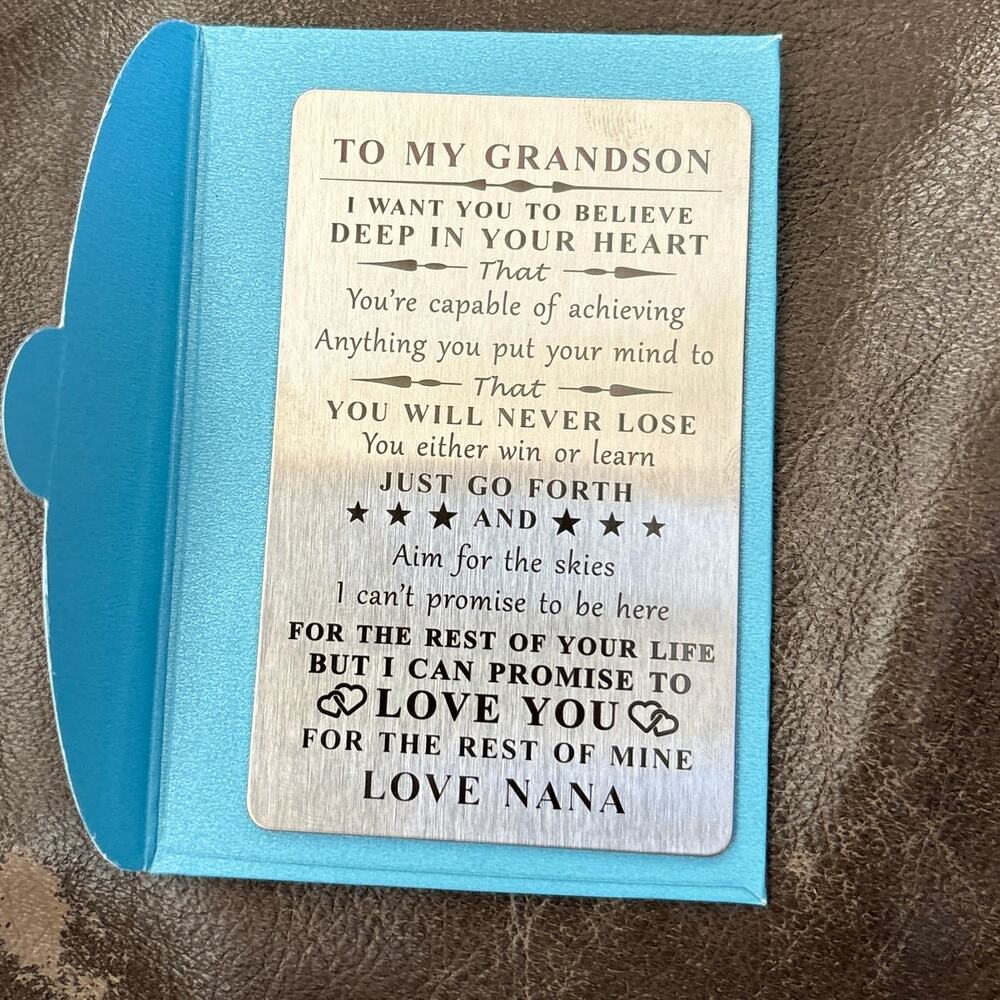 TO MY GRANDSON
I WANT YOU TO BELIEVE
DEEP IN YOUR HEART
That
You're capable of achieving
Anything you put your mind to
That
YOU WILL NEVER LOSE
You either win or learn
JUST GO FORTH
AND
Aim for the skies
I can't promise to be here
FOR THE REST OF YOUR LIFE
BUT I CAN PROMISE TO
LOVE YOU
FOR THE REST OF MINE
LOVE NANA